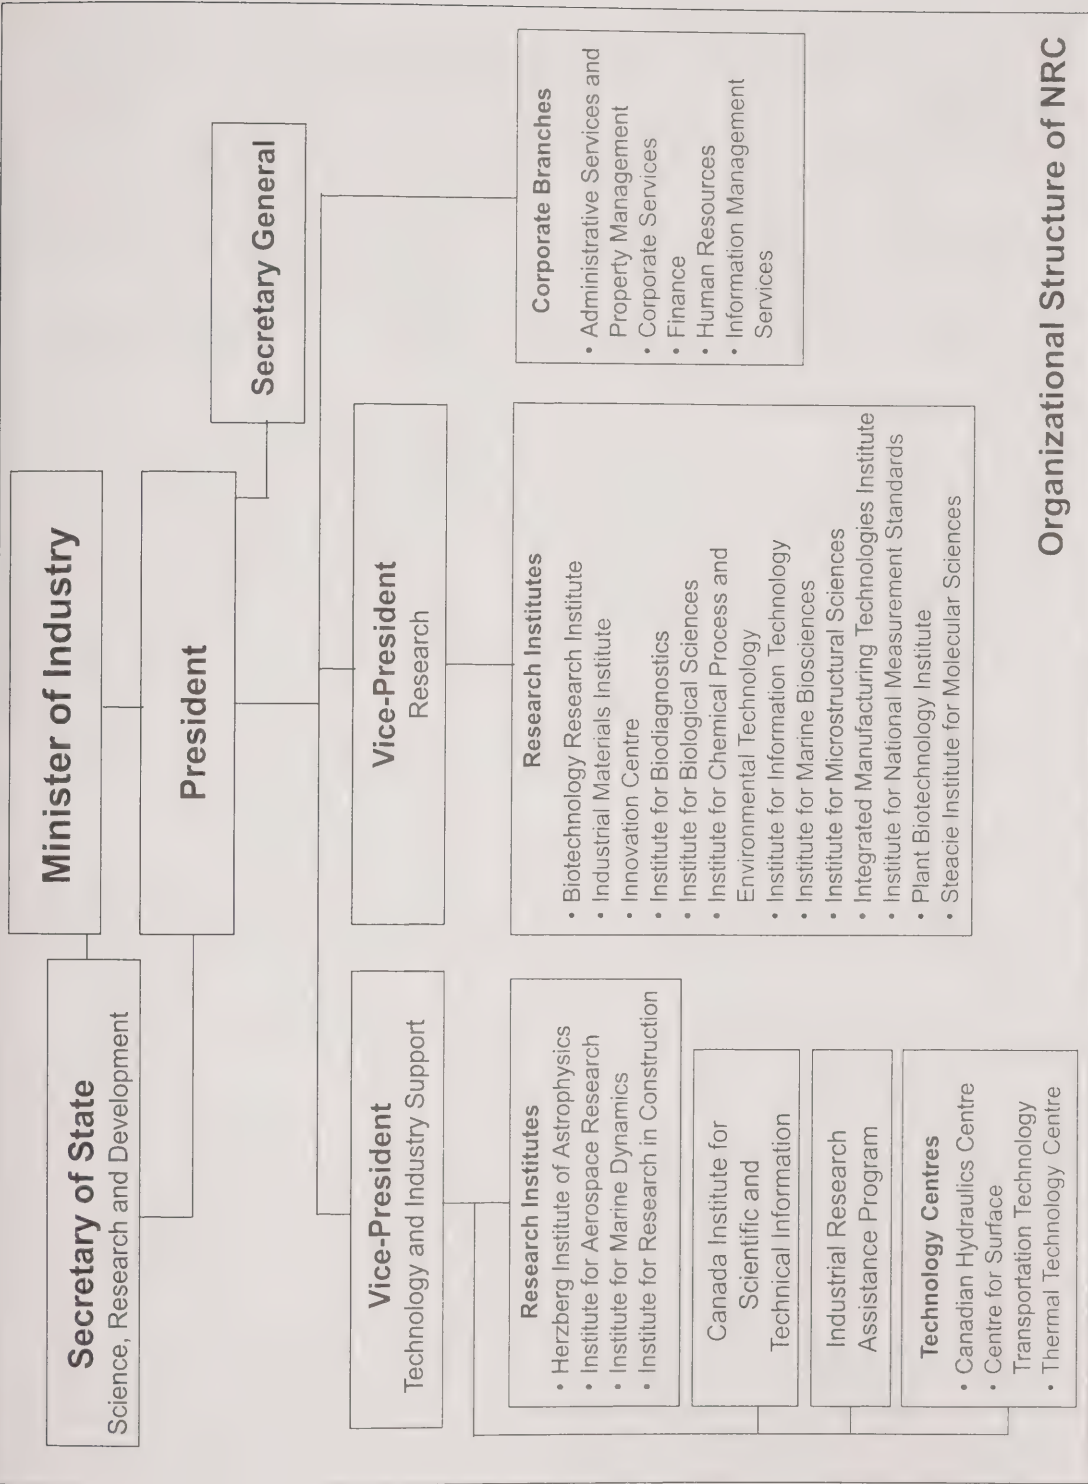 Minister of Industry
Secretary of State
Science, Research and Development
President
Secretary General
Vice-President
Technology and Industry Support
Vice-President
Research
Research Institutes
• Herzberg Institute of Astrophysics
• Institute for Aerospace Research
• Institute for Marine Dynamics
• Institute for Research in Construction
Canada Institute for
Scientific and
Technical Information
Industrial Research
Assistance Program
Technology Centres
• Canadian Hydraulics Centre
• Centre for Surface
Transportation Technology
• Thermal Technology Centre
Research Institutes
• Biotechnology Research Institute
• Industrial Materials Institute
• Innovation Centre
• Institute for Biodiagnostics
• Institute for Biological Sciences
• Institute for Chemical Process and
Environmental Technology
• Institute for Information Technology
• Institute for Marine Biosciences
• Institute for Microstructural Sciences
• Integrated Manufacturing Technologies Institute
• Institute for National Measurement Standards
• Plant Biotechnology Institute
• Steacie Institute for Molecular Sciences
Corporate Branches
• Administrative Services and
Property Management
• Corporate Services
• Finance
• Human Resources
• Information Management
Services
Organizational Structure of NRC